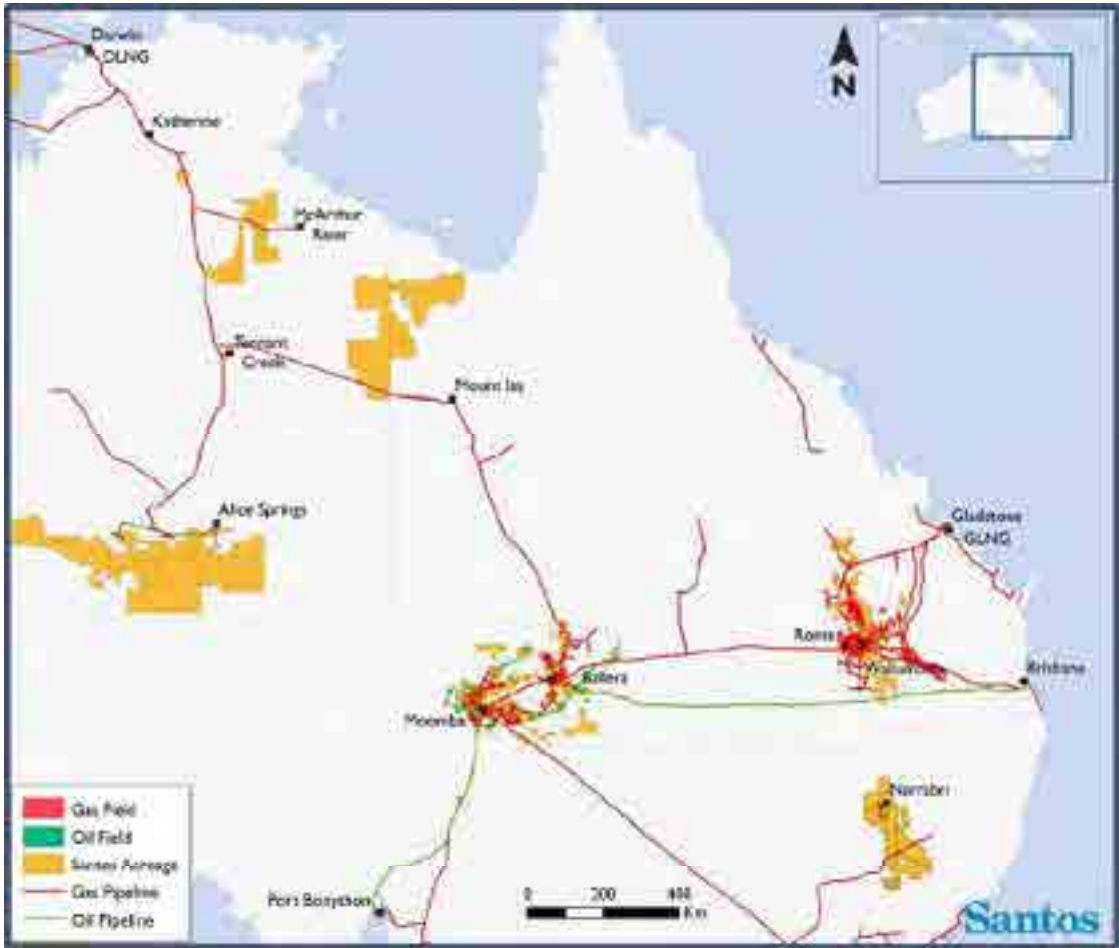 Darwin
DLNG
Katherine
N
McArthur
River
Tennant
Creek
Mount Isa
Alice Springs
Gladstone
GLNG
Roma
Brisbane
Ballera
Moomba
Narrabri
Port Bonython
Gas Field
Oil Field
Santos Acreage
Gas Pipeline
Oil Pipeline
0 200 400
Km
Santos